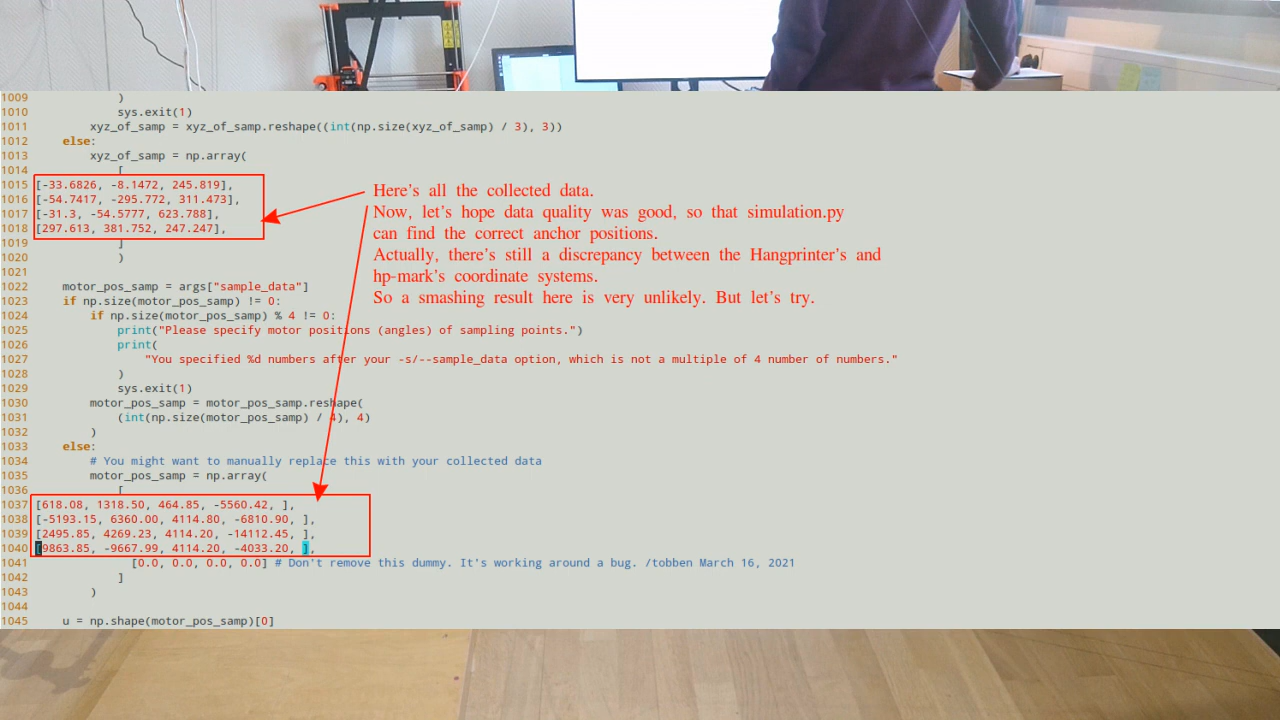 1009 )
1010 sys.exit(1)
1011 xyz_of_samp = xyz_of_samp.reshape((int(np.size(xyz_of_samp) / 3), 3))
1012 else:
1013 xyz_of_samp = np.array(
1014 [
1015 [-33.6826, -8.1472, 245.819],
1016 [-54.7417, -295.772, 311.473],
1017 [-31.3, -54.5777, 623.788],
1018 [297.613, 381.752, 247.247],
1019 ]
1020 )
1021
1022 motor_pos_samp = args["sample_data"]
1023 if np.size(motor_pos_samp) != 0:
1024 if np.size(motor_pos_samp) % 4 != 0:
1025 print("Please specify motor positions (angles) of sampling points.")
1026 print(
1027 "You specified %d numbers after your -s/--sample_data option, which is not a multiple of 4 number of numbers."
1028 )
1029 sys.exit(1)
1030 motor_pos_samp = motor_pos_samp.reshape(
1031 (int(np.size(motor_pos_samp) / 4), 4)
1032 )
1033 else:
1034 # You might want to manually replace this with your collected data
1035 motor_pos_samp = np.array(
1036 [
1037 [618.08, 1318.50, 464.85, -5560.42, ],
1038 [-5193.15, 6360.00, 4114.80, -6810.90, ],
1039 [2495.85, 4269.23, 4114.20, -14112.45, ],
1040 [9863.85, -9667.99, 4114.20, -4033.20, ],
1041 [0.0, 0.0, 0.0, 0.0] # Don't remove this dummy. It's working around a bug. /tobben March 16, 2021
1042 ]
1043 )
1044
1045 u = np.shape(motor_pos_samp)[0]
Here's all the collected data.
Now, let's hope data quality was good, so that simulation.py
can find the correct anchor positions.
Actually, there's still a discrepancy between the Hangprinter's and
hp-mark's coordinate systems.
So a smashing result here is very unlikely. But let's try.